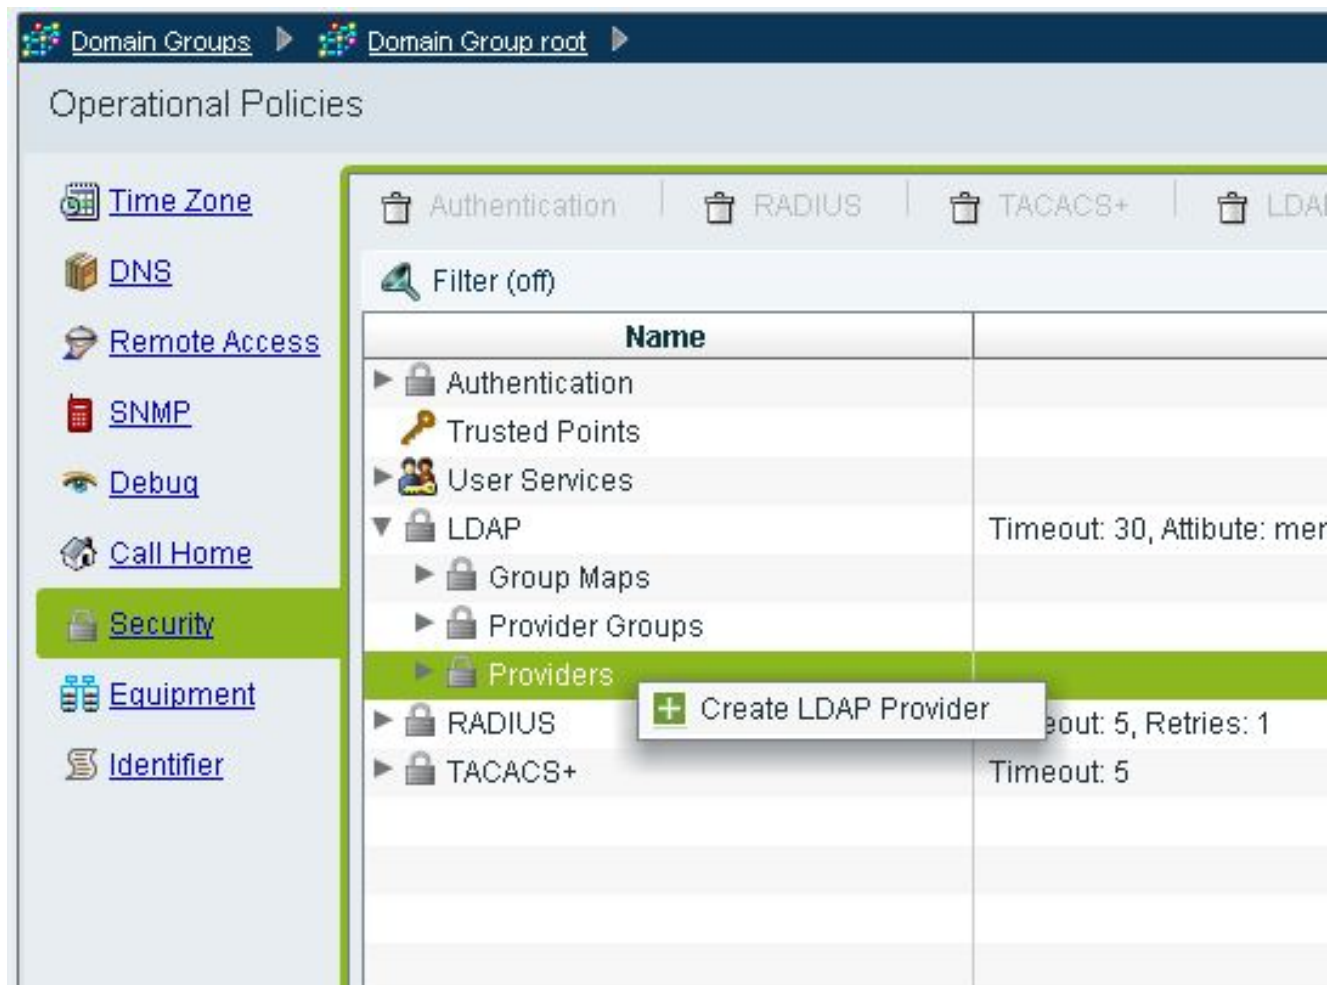 Domain Groups Domain Group root
Operational Policies
Time Zone
DNS
Remote Access
SNMP
Debug
Call Home
Security
Equipment
Identifier
Authentication RADIUS TACACS+
Filter (off)
Name
Authentication
Trusted Points
User Services
LDAP Timeout: 30, Attibute:
Group Maps
Provider Groups
Providers
Create LDAP Provider
RADIUS 5, Retries: 1
TACACS+ Timeout: 5